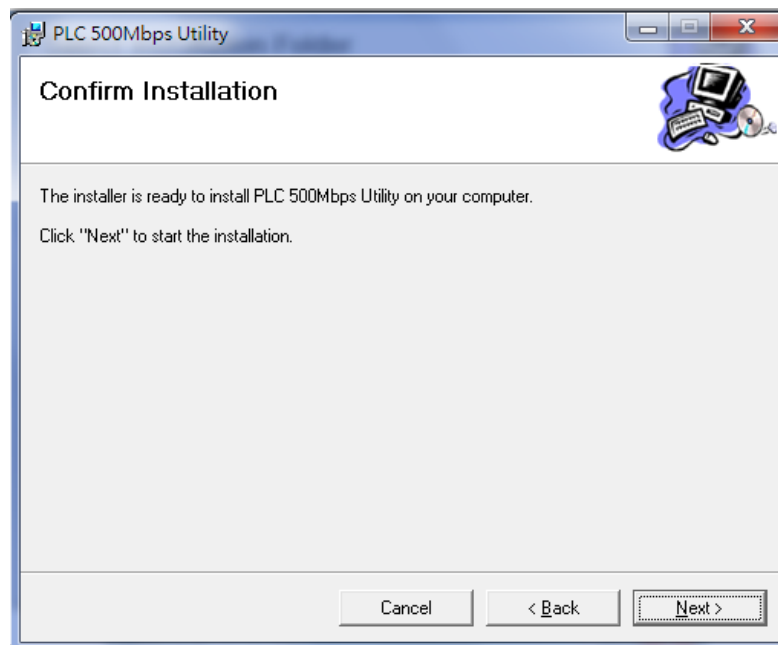 PLC 500Mbps Utility
Folder
Confirm Installation
The installer is ready to install PLC 500Mbps Utility on your computer.
Click "Next" to start the installation.
Cancel
< Back
Next >